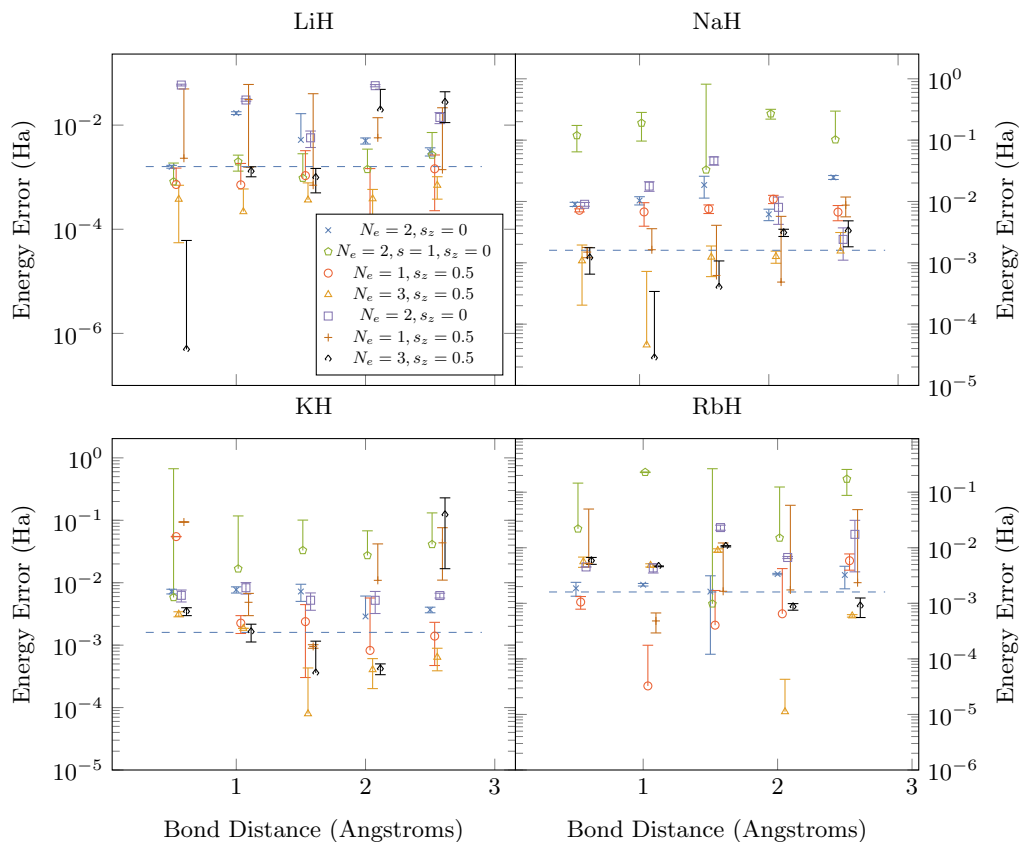 LiH
NaH
Energy Error (Ha)
10^{-2}
10^{-4}
10^{-6}
N_e = 2, s_z = 0
N_e = 2, s = 1, s_z = 0
N_e = 1, s_z = 0.5
N_e = 3, s_z = 0.5
N_e = 2, s_z = 0
N_e = 1, s_z = 0.5
N_e = 3, s_z = 0.5
10^0
10^{-1}
10^{-2}
10^{-3}
10^{-4}
10^{-5}
Energy Error (Ha)
KH
RbH
Energy Error (Ha)
10^0
10^{-1}
10^{-2}
10^{-3}
10^{-4}
10^{-5}
10^{-1}
10^{-2}
10^{-3}
10^{-4}
10^{-5}
10^{-6}
Energy Error (Ha)
1 2 3
1 2 3
Bond Distance (Angstroms)
Bond Distance (Angstroms)